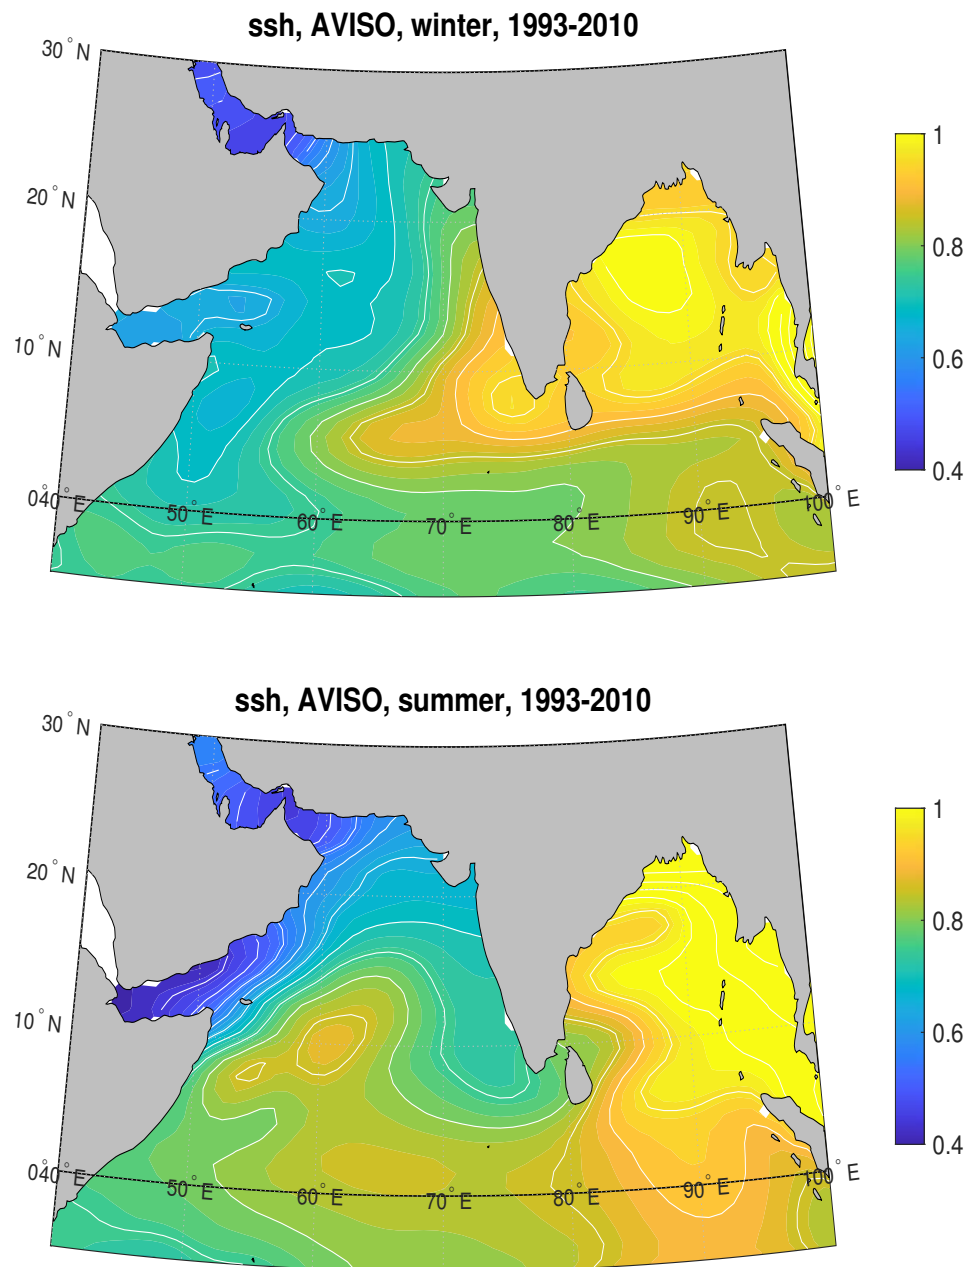 ssh, AVISO, winter, 1993-2010
30° N
20° N
10° N
0
40° E
50° E
60° E
70° E
80° E
90° E
100° E
1
0.8
0.6
0.4
ssh, AVISO, summer, 1993-2010
30° N
20° N
10° N
0
40° E
50° E
60° E
70° E
80° E
90° E
100° E
1
0.8
0.6
0.4